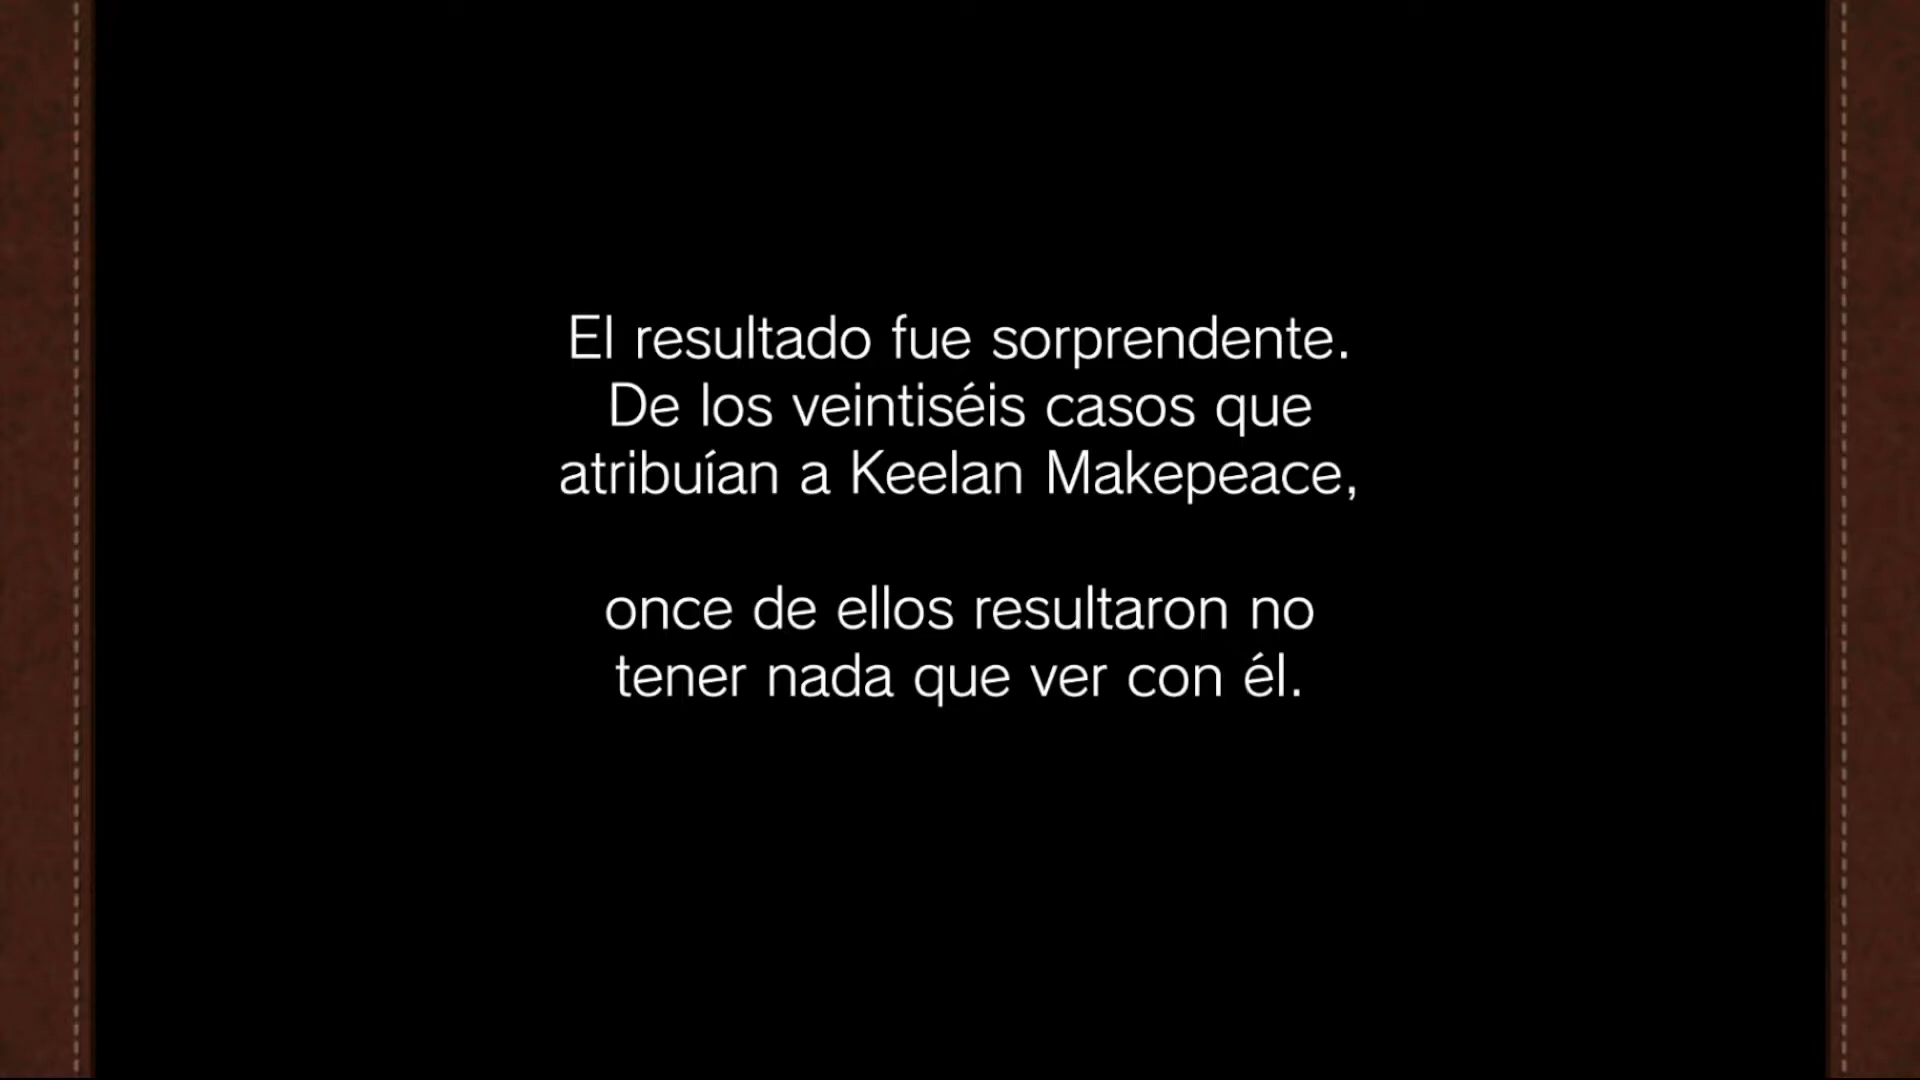 El resultado fue sorprendente.
De los veintiséis casos que
atribuían a Keelan Makepeace,
once de ellos resultaron no
tener nada que ver con él.